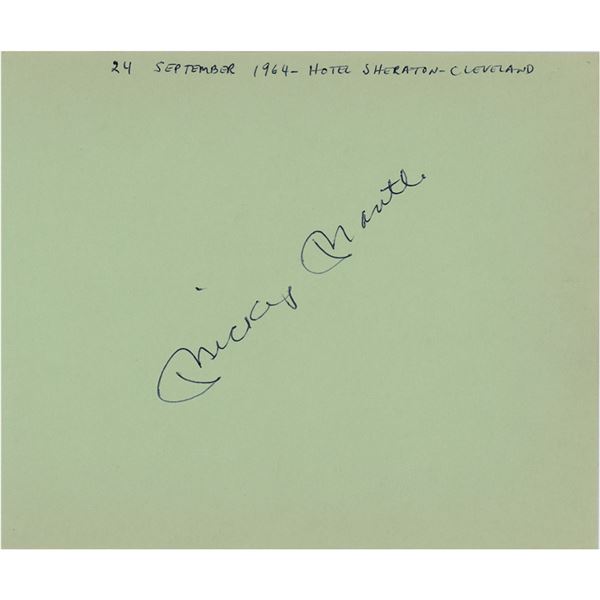 24 SEPTEMBER 1964- HOTEL SHERATON-CLEVELAND
Mickey Mantle